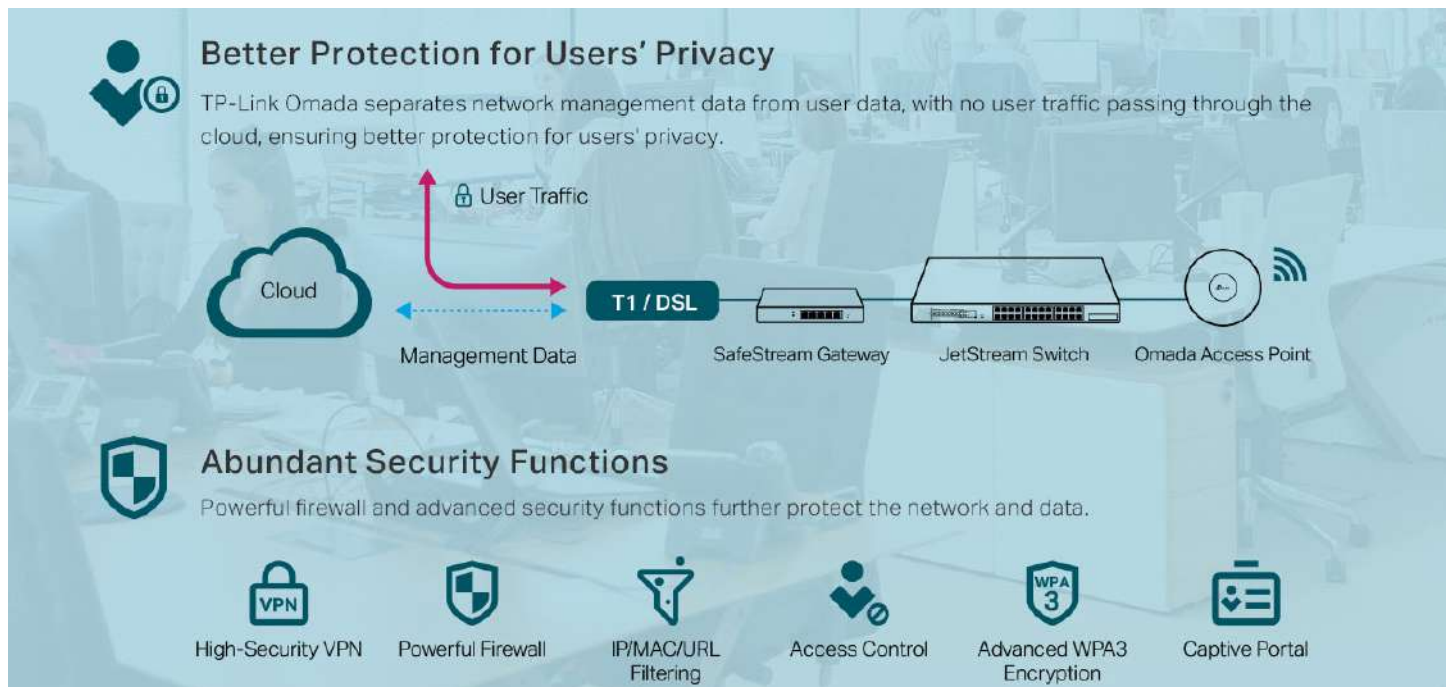 Better Protection for Users' Privacy
TP-Link Omada separates network management data from user data, with no user traffic passing through the
cloud, ensuring better protection for users' privacy.
User Traffic
Cloud
T1 / DSL
Management Data
SafeStream Gateway
JetStream Switch
Omada Access Point
Abundant Security Functions
Powerful firewall and advanced security functions further protect the network and data.
VPN
WPA
3
High-Security VPN
Powerful Firewall
IP/MAC/URL
Filtering
Access Control
Advanced WPA3
Encryption
Captive Portal